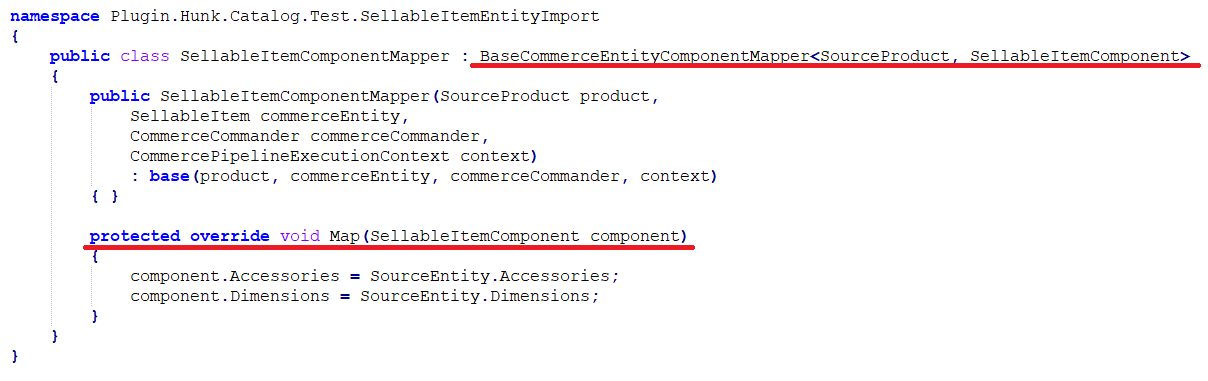 namespace Plugin.Hunk.Catalog.Test.SellableItemEntityImport
{
    public class SellableItemComponentMapper : BaseCommerceEntityComponentMapper<SourceProduct, SellableItemComponent>
    {
        public SellableItemComponentMapper(SourceProduct product,
            SellableItem commerceEntity,
            CommerceCommander commerceCommander,
            CommercePipelineExecutionContext context)
            : base(product, commerceEntity, commerceCommander, context)
        { }

        protected override void Map(SellableItemComponent component)
        {
            component.Accessories = SourceEntity.Accessories;
            component.Dimensions = SourceEntity.Dimensions;
        }
    }
}